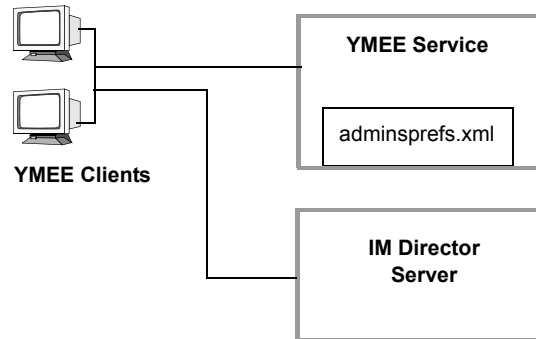 YMEE Service
adminsprefs.xml
YMEE Clients
IM Director
Server